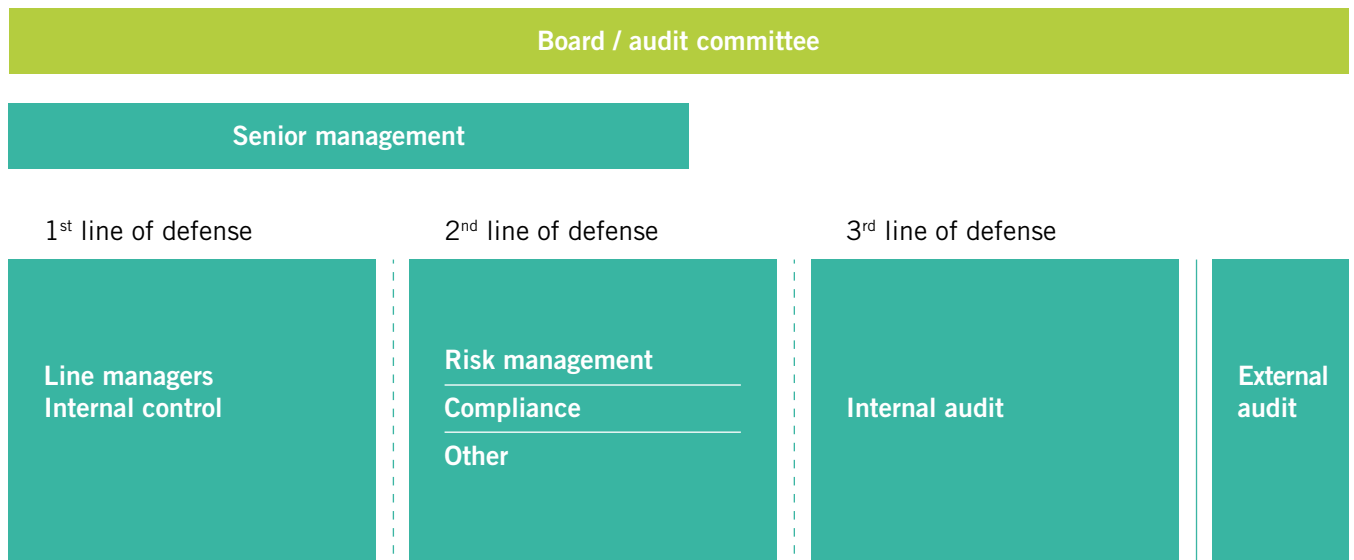 Board / audit committee
Senior management
1st line of defense
2nd line of defense
3rd line of defense
Line managers
Internal control
Risk management
Compliance
Other
Internal audit
External
audit